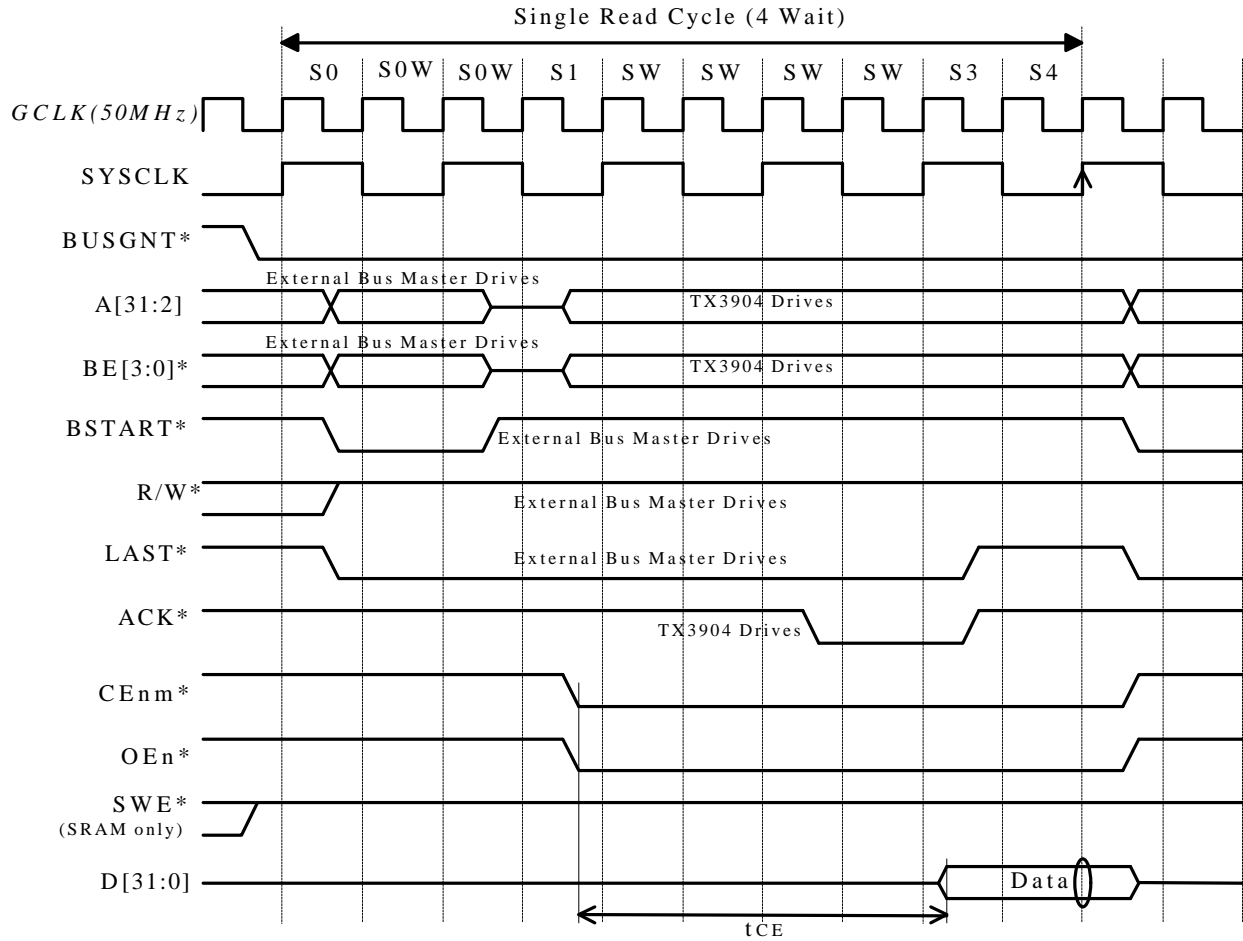 Single Read Cycle (4 Wait)
S0 S0W S0W S1 SW SW SW SW S3 S4
GCLK(50MHz)
SYSCLK
BUSGNT*
External Bus Master Drives
A[31:2]
TX3904 Drives
External Bus Master Drives
BE[3:0]*
TX3904 Drives
BSTART*
External Bus Master Drives
R/W*
External Bus Master Drives
LAST*
External Bus Master Drives
ACK*
TX3904 Drives
CEnm*
OEn*
SWE*
(SRAM only)
D[31:0]
Data
tCE